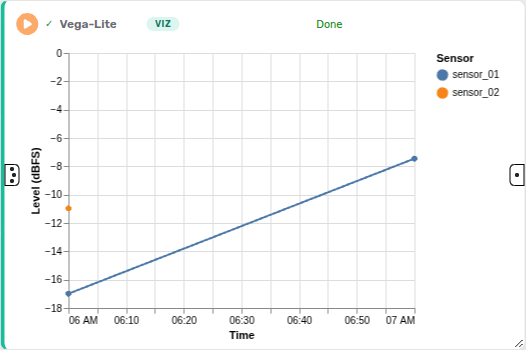 ✓ Vega-Lite VIZ Done
Sensor
sensor_01
sensor_02
Level (dBFS)
0
−2
−4
−6
−8
−10
−12
−14
−16
−18
06 AM 06:10 06:20 06:30 06:40 06:50 07 AM
Time